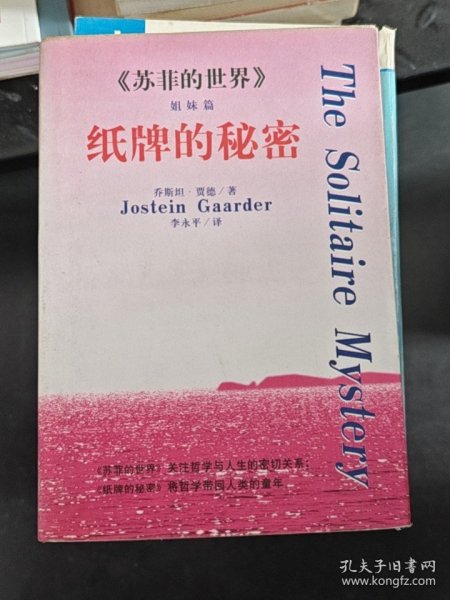 《苏菲的世界》
姐妹篇
纸牌的秘密
乔斯坦·贾德/著
Jostein Gaarder
李永平/译
The Solitaire Mystery
《苏菲的世界》关注哲学与人生的密切关系；
《纸牌的秘密》将哲学带回人类的童年
孔夫子旧书网
www.kongfz.com